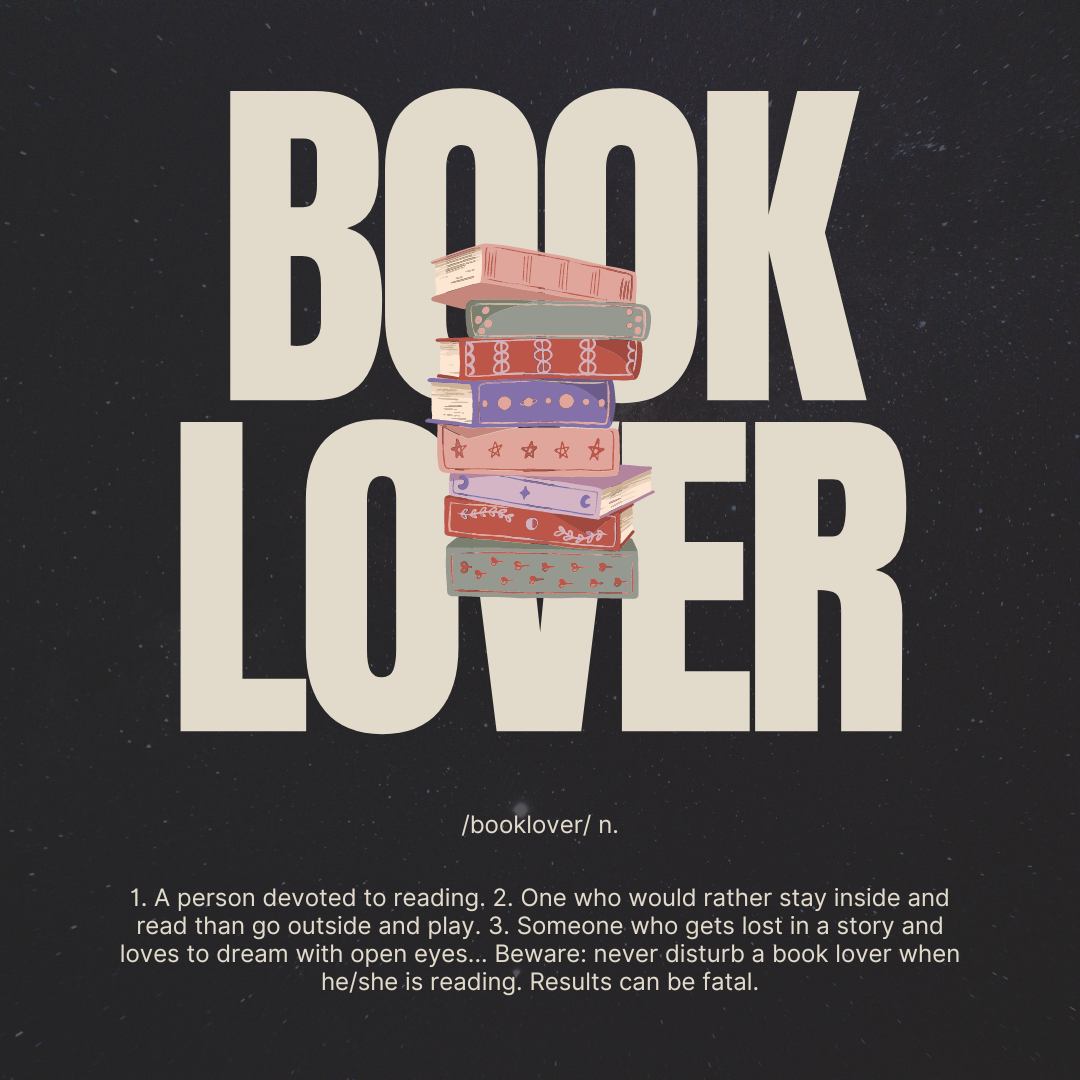 BOOK
LOVER
/booklover/ n.
1. A person devoted to reading. 2. One who would rather stay inside and
read than go outside and play. 3. Someone who gets lost in a story and
loves to dream with open eyes... Beware: never disturb a book lover when
he/she is reading. Results can be fatal.